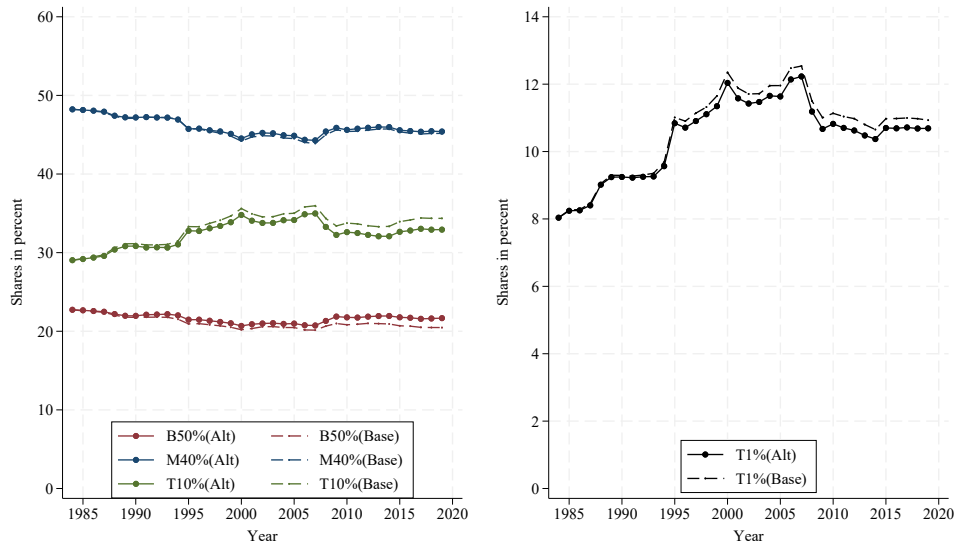 60
50
40
30
20
10
0
Shares in percent
1985 1990 1995 2000 2005 2010 2015 2020
Year
B50%(Alt) B50%(Base)
M40%(Alt) M40%(Base)
T10%(Alt) T10%(Base)
14
12
10
8
6
4
2
0
Shares in percent
1985 1990 1995 2000 2005 2010 2015 2020
Year
T1%(Alt)
T1%(Base)